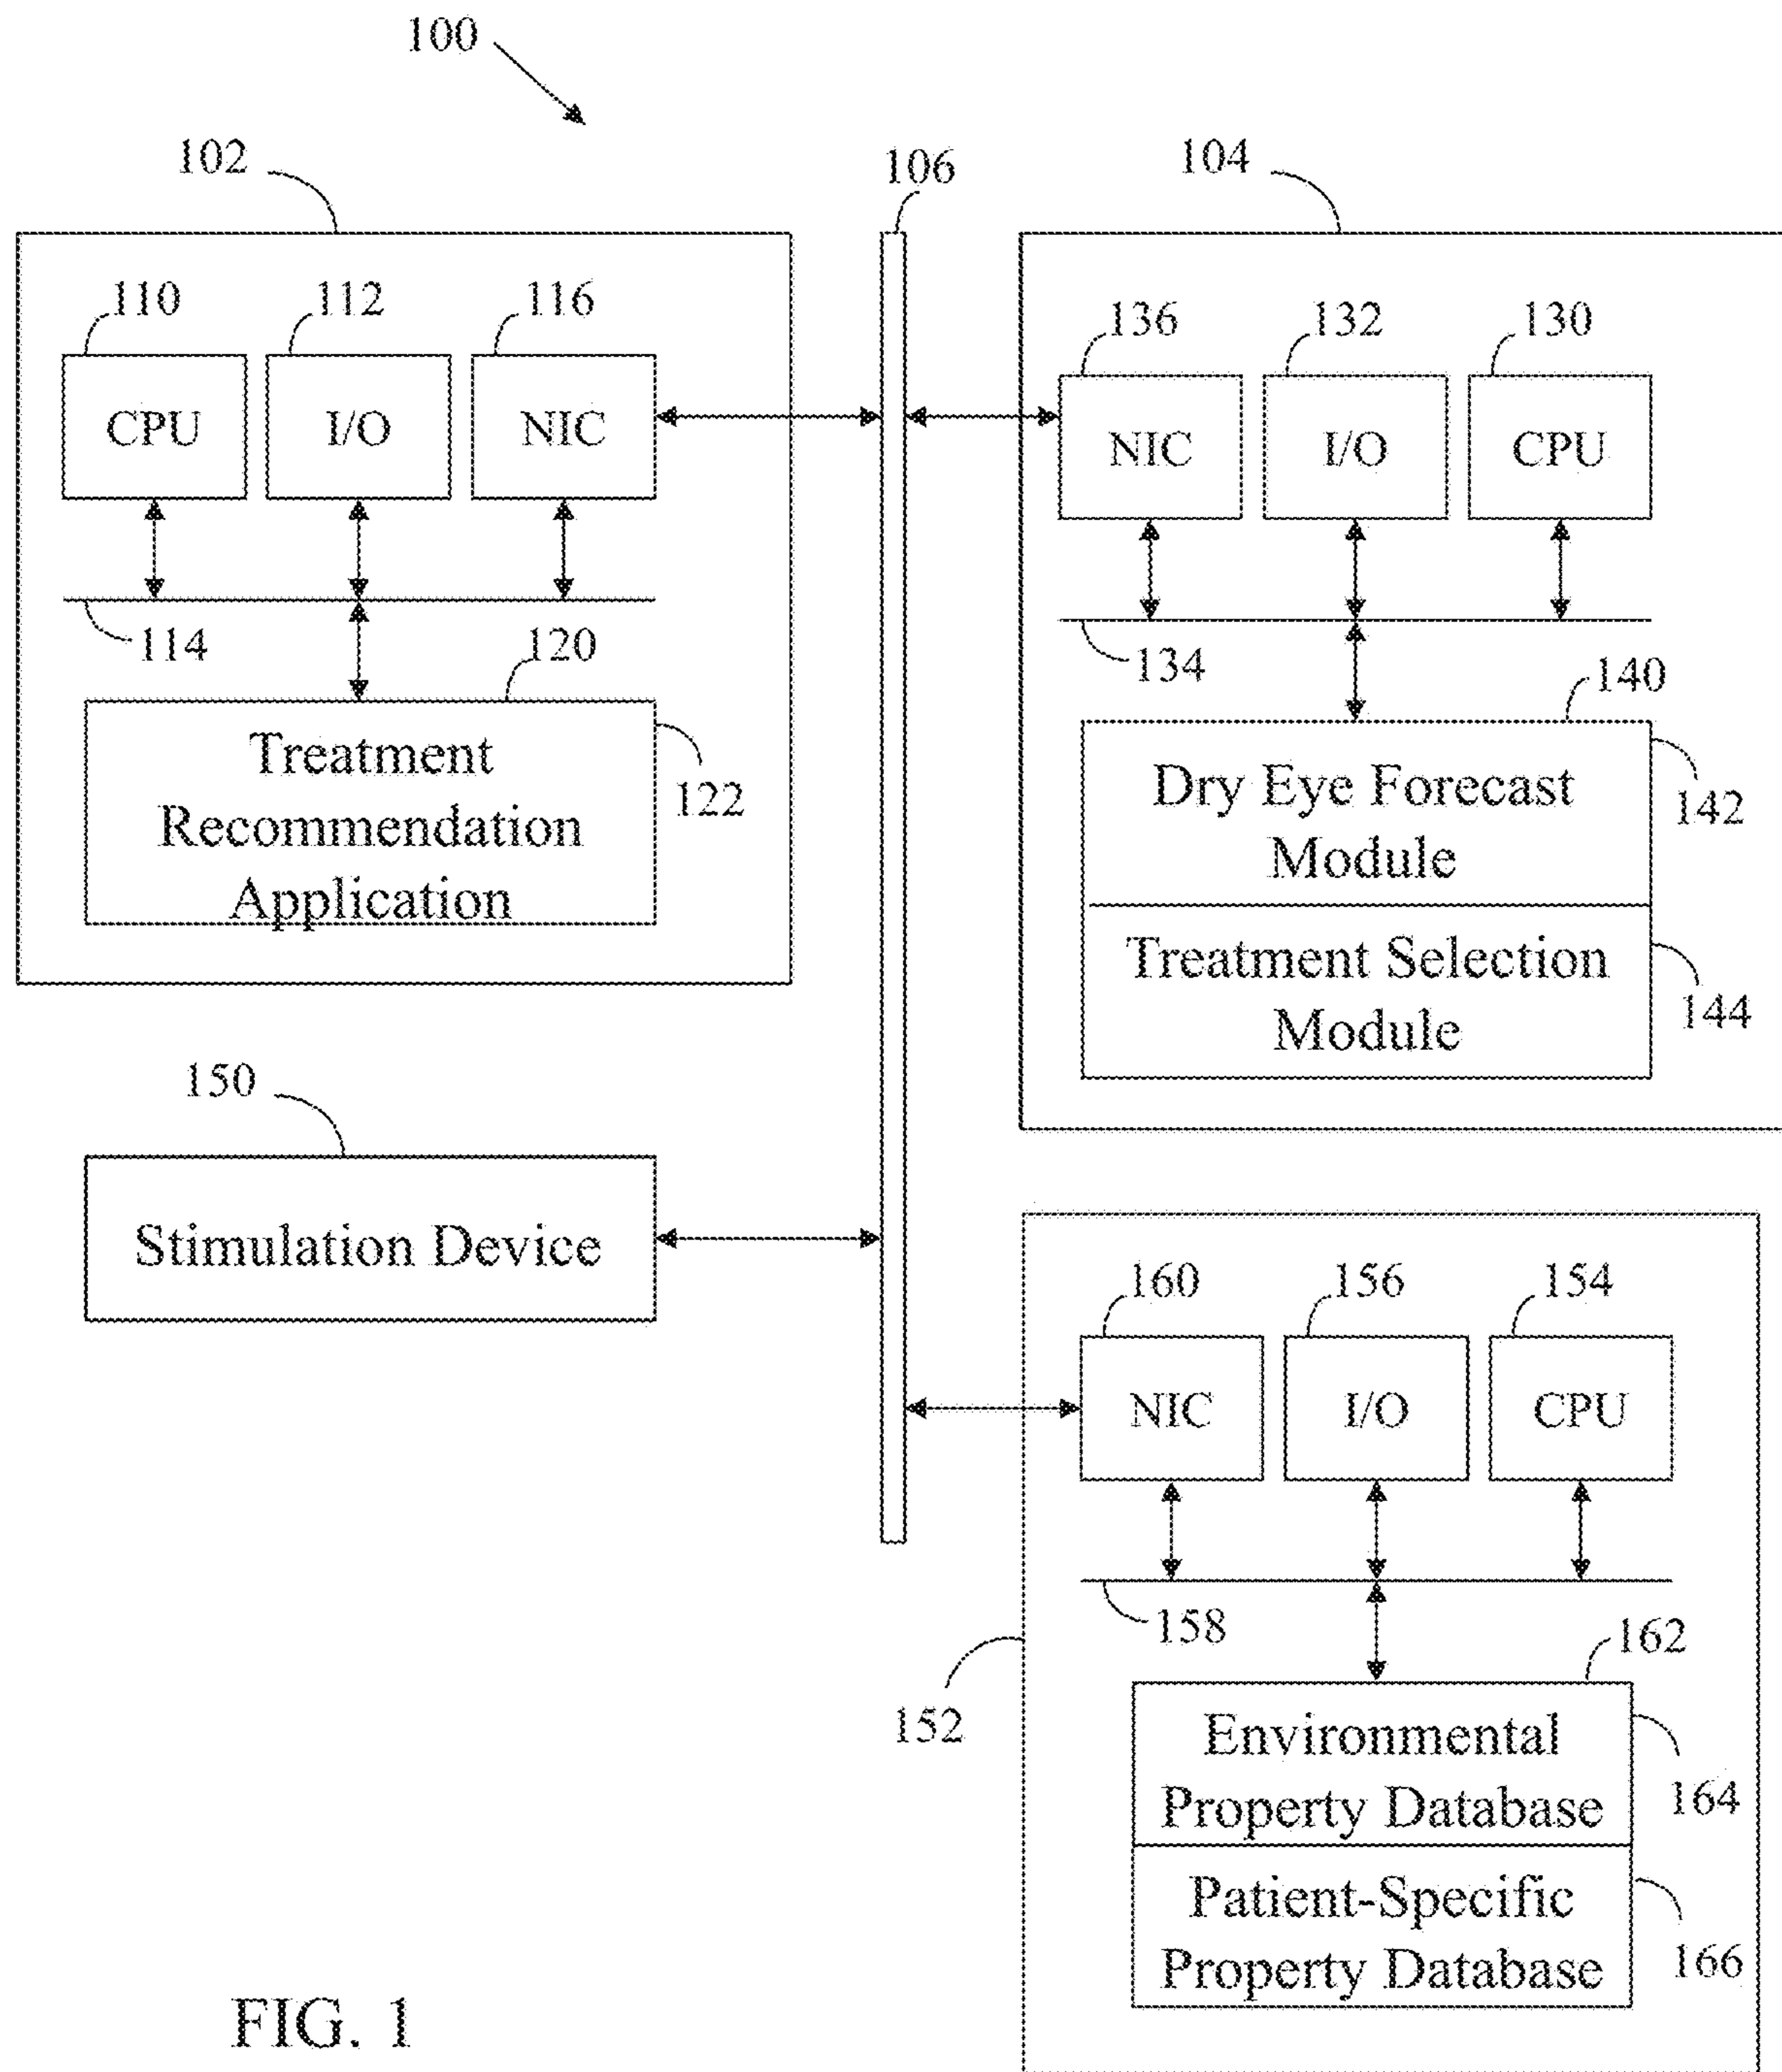 100
102
106
104
110
112
116
136
132
130
CPU
I/O
NIC
NIC
I/O
CPU
114
120
134
140
Treatment
Recommendation
Application
122
Dry Eye Forecast
Module
142
Treatment Selection
Module
144
150
Stimulation Device
160
156
154
NIC
I/O
CPU
158
162
152
Environmental
Property Database
164
Patient-Specific
Property Database
166
FIG. 1